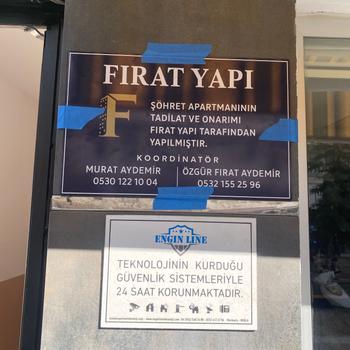 FIRAT YAPI
F
ŞÖHRET APARTMANININ
TADİLAT VE ONARIMI
FIRAT YAPI TARAFINDAN
YAPILMIŞTIR.
KOORDİNATÖR
MURAT AYDEMİR
0530 122 10 04
ÖZGÜR FIRAT AYDEMİR
0532 155 25 96
ENGIN LINE
TEKNOLOJİNİN KURDUĞU
GÜVENLİK SİSTEMLERİYLE
24 SAAT KORUNMAKTADIR.